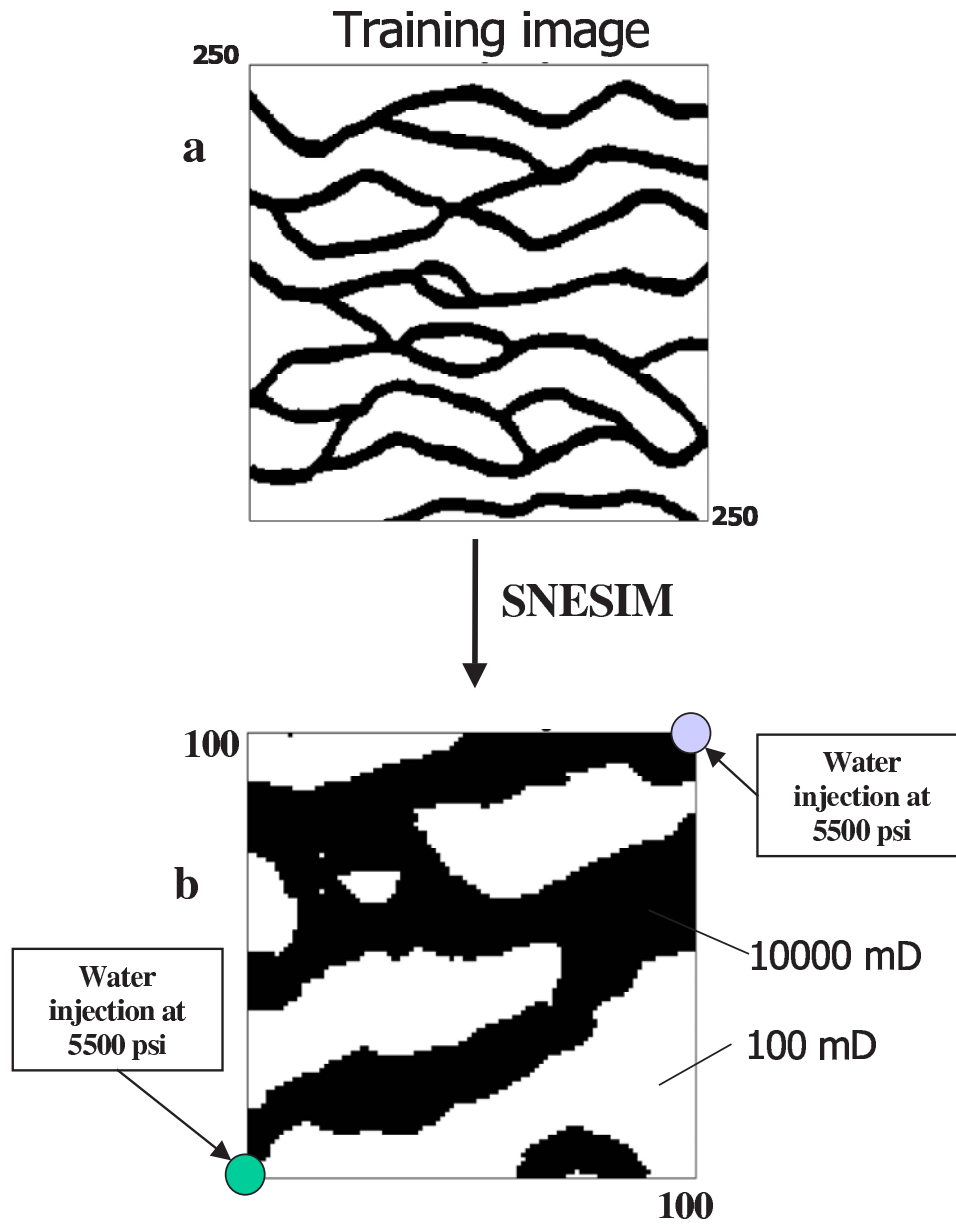 Training image
250
a
250
SNESIM
100
Water
injection at
5500 psi
b
10000 mD
Water
injection at
5500 psi
100 mD
100